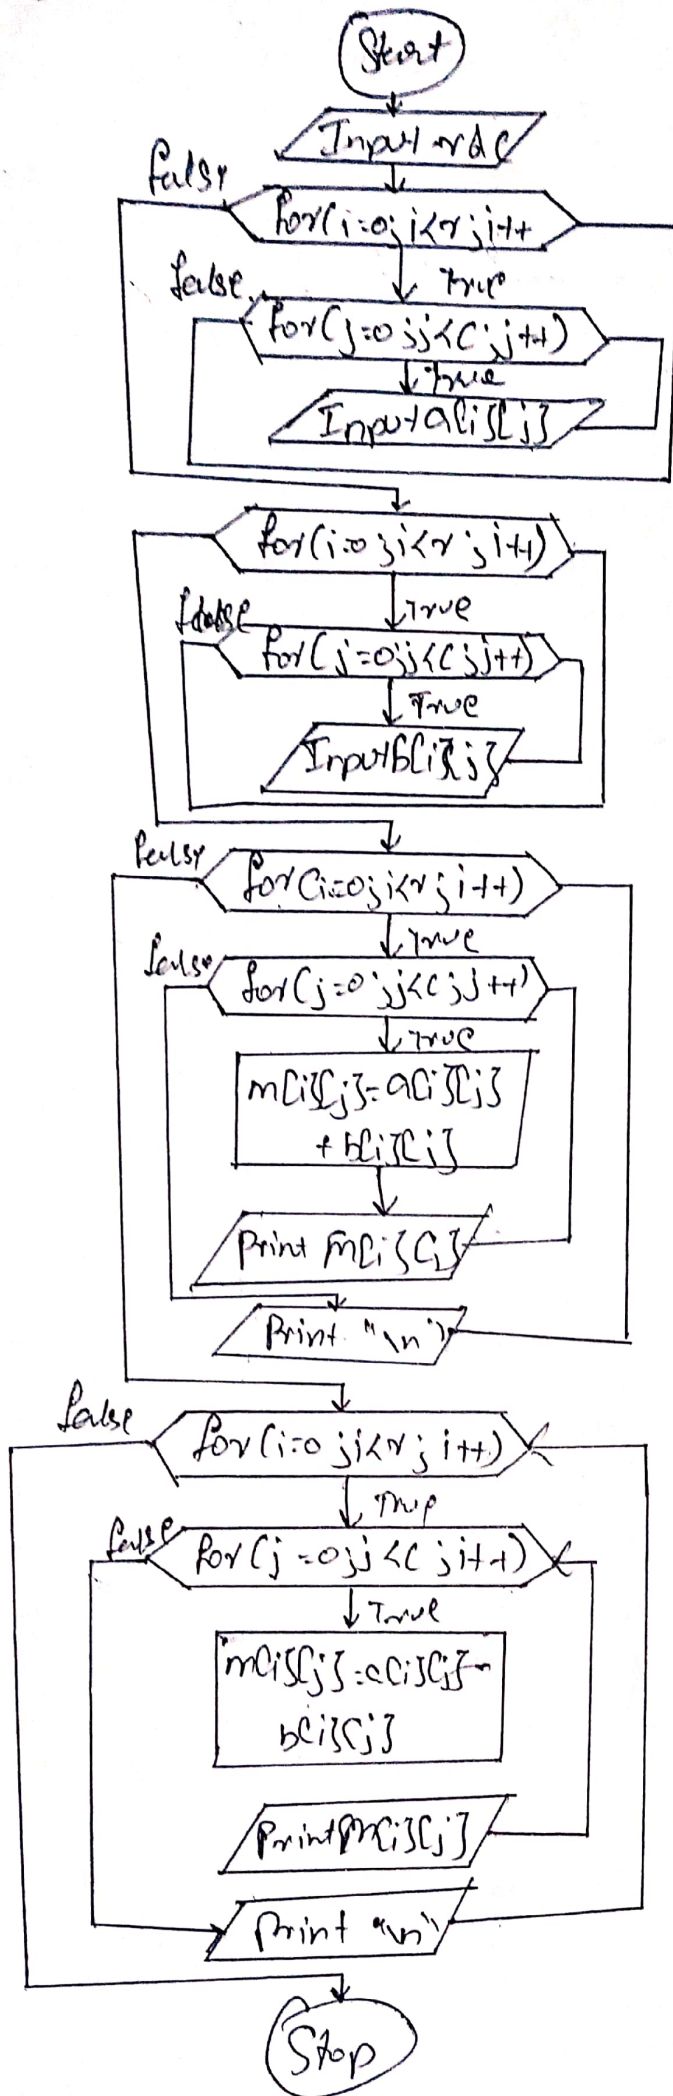 Start
Input r & c
false
for(i=0; i<r; i++
True
false
for(j=0; j<c; j++)
True
Input a[i][j]
for(i=0; i<r; i++)
True
false
for(j=0; j<c; j++)
True
Input b[i][j]
false
for(i=0; i<r; i++)
True
false
for(j=0; j<c; j++)
True
m[i][j]=a[i][j]
+ b[i][j]
Print m[i][j]
Print "\n"
false
for(i=0; i<r; i++)
True
false
for(j=0; j<c; j++)
True
m[i][j]=a[i][j]-
b[i][j]
Print m[i][j]
Print "\n"
Stop